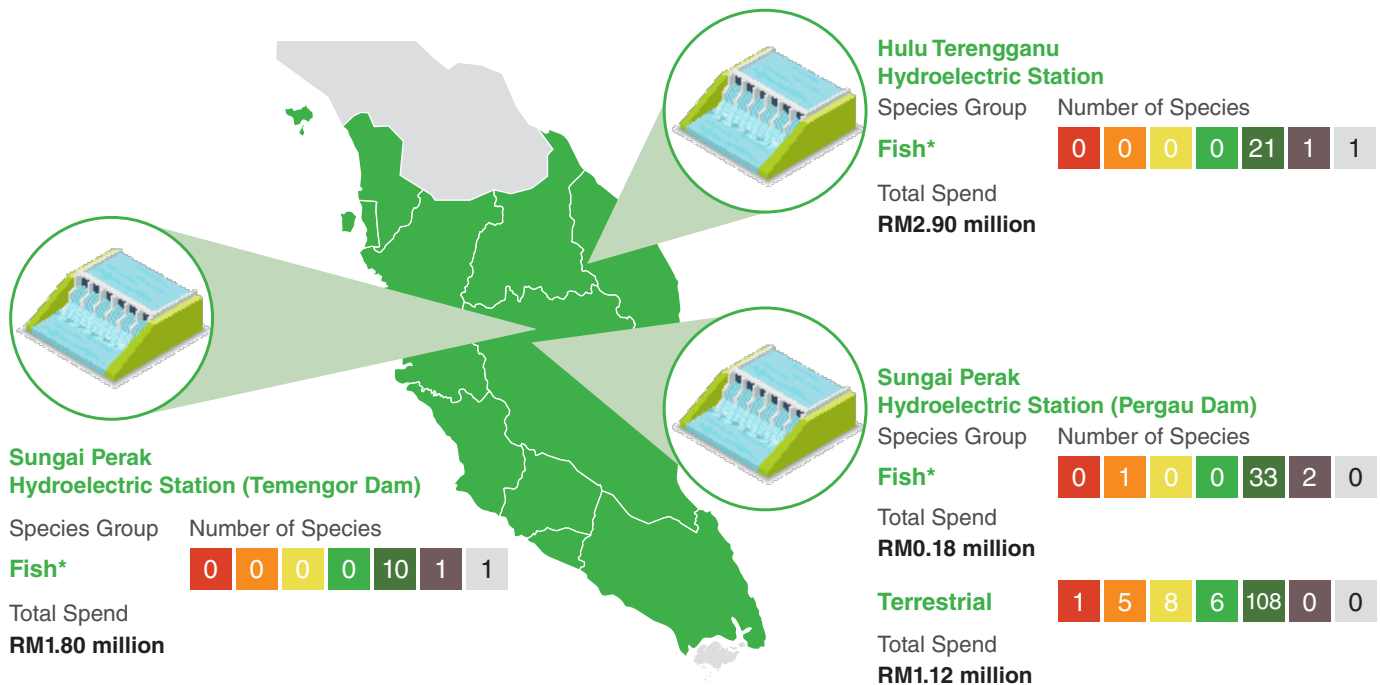 Hulu Terengganu
Hydroelectric Station
Species Group Number of Species
Fish* 0 0 0 0 21 1 1
Total Spend
RM2.90 million
Sungai Perak
Hydroelectric Station (Temengor Dam)
Species Group Number of Species
Fish* 0 0 0 0 10 1 1
Total Spend
RM1.80 million
Sungai Perak
Hydroelectric Station (Pergau Dam)
Species Group Number of Species
Fish* 0 1 0 0 33 2 0
Total Spend
RM0.18 million
Terrestrial 1 5 8 6 108 0 0
Total Spend
RM1.12 million